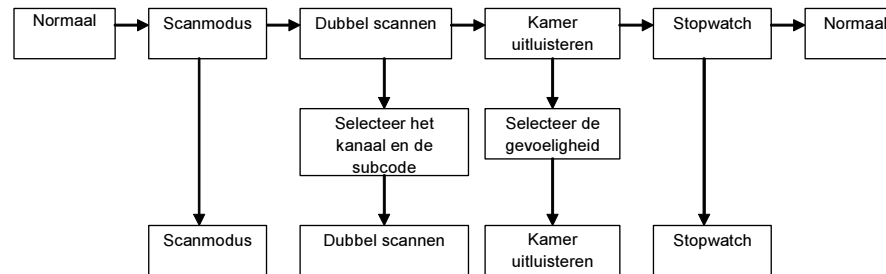 Normaal
Scanmodus
Dubbel scannen
Kamer
uitluisteren
Stopwatch
Normaal
Selecteer het
kanaal en de
subcode
Selecteer de
gevoeligheid
Scanmodus
Dubbel scannen
Kamer
uitluisteren
Stopwatch